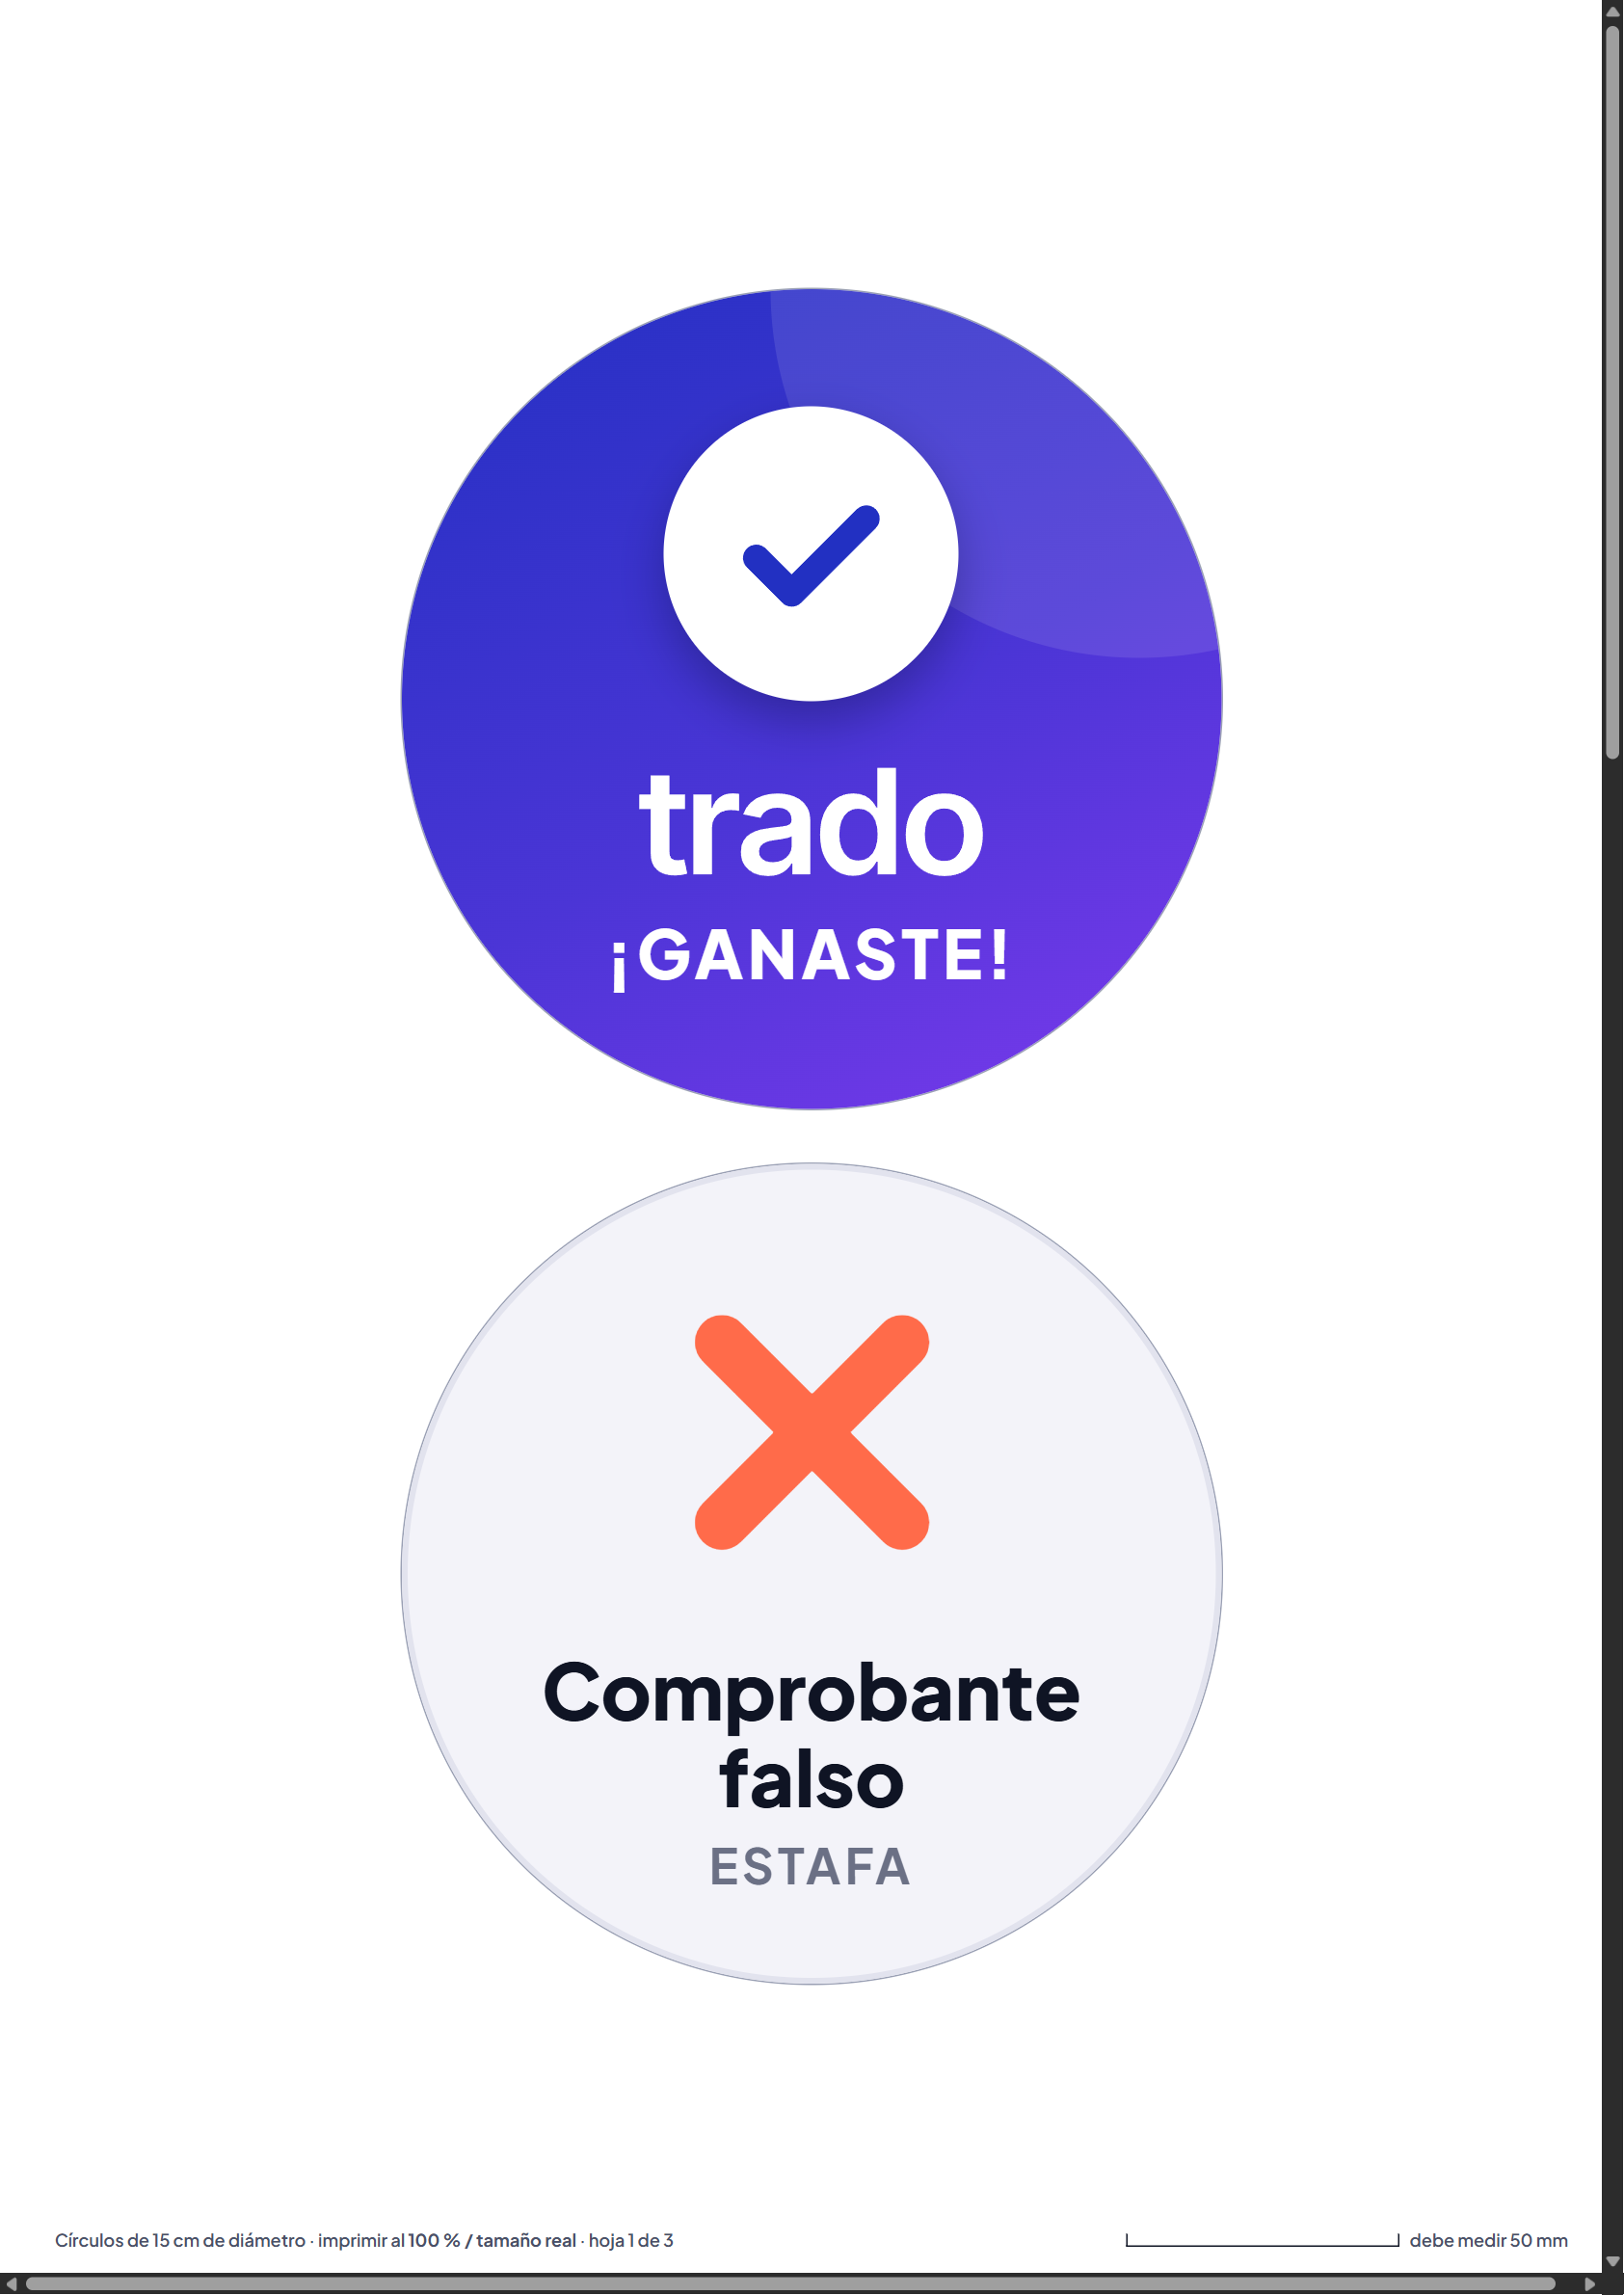 trado
¡GANASTE!
Comprobante
falso
ESTAFA
Círculos de 15 cm de diámetro · imprimir al 100 % / tamaño real · hoja 1 de 3
debe medir 50 mm